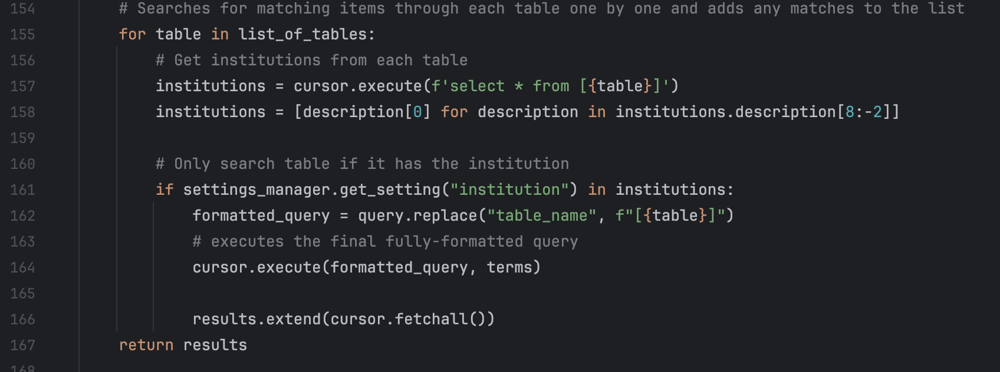 154 # Searches for matching items through each table one by one and adds any matches to the list
155 for table in list_of_tables:
156 # Get institutions from each table
157 institutions = cursor.execute(f'select * from [{table}]')
158 institutions = [description[0] for description in institutions.description[8:-2]]
159
160 # Only search table if it has the institution
161 if settings_manager.get_setting("institution") in institutions:
162 formatted_query = query.replace("table_name", f"[{table}]")
163 # executes the final fully-formatted query
164 cursor.execute(formatted_query, terms)
165
166 results.extend(cursor.fetchall())
167 return results
168